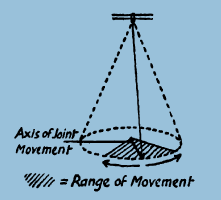 Axis of Joint
Movement
= Range of Movement